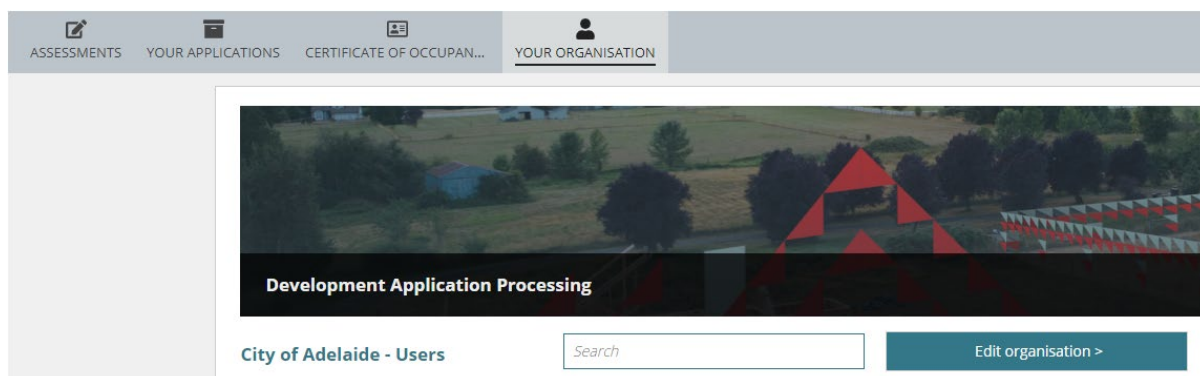 ASSESSMENTS
YOUR APPLICATIONS
CERTIFICATE OF OCCUPAN...
YOUR ORGANISATION
Development Application Processing
City of Adelaide - Users
Search
Edit organisation >